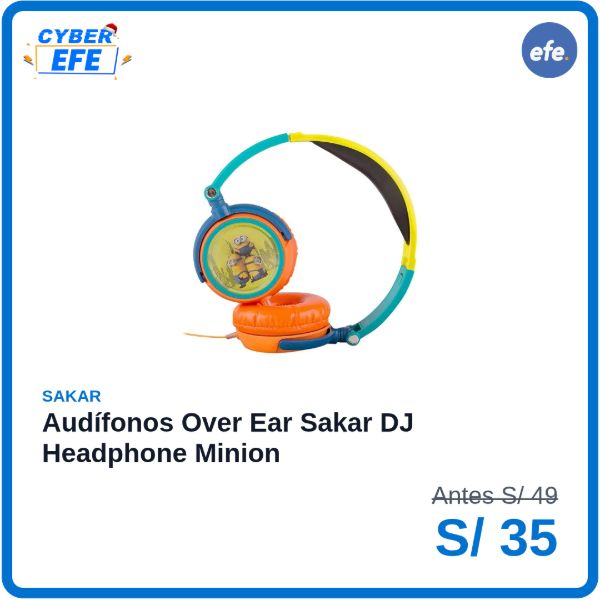 CYBER
EFE
efe.
SAKAR
Audífonos Over Ear Sakar DJ
Headphone Minion
Antes S/ 49
S/ 35